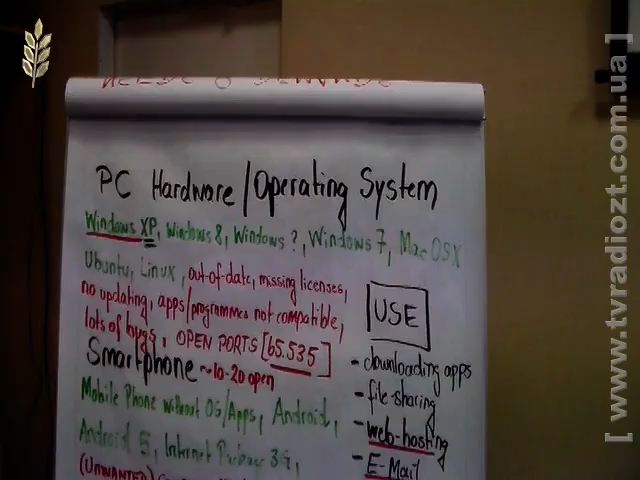 PC Hardware/Operating System
Windows XP, Windows 8, Windows ?, Windows 7, Mac OSX
Ubuntu, Linux, out-of-date, missing licenses,
no updating, apps/programmes not compatible,
lots of bugs, OPEN PORTS [65.535]
Smartphone ~10-20 open
Mobile Phone without OS/Apps, Android,
Android 5, Internet Package 3G,
(UNWANTED)
USE
- downloading apps
- file-sharing
- web-hosting
- E-Mail
[ www.tvradiozt.com.ua ]